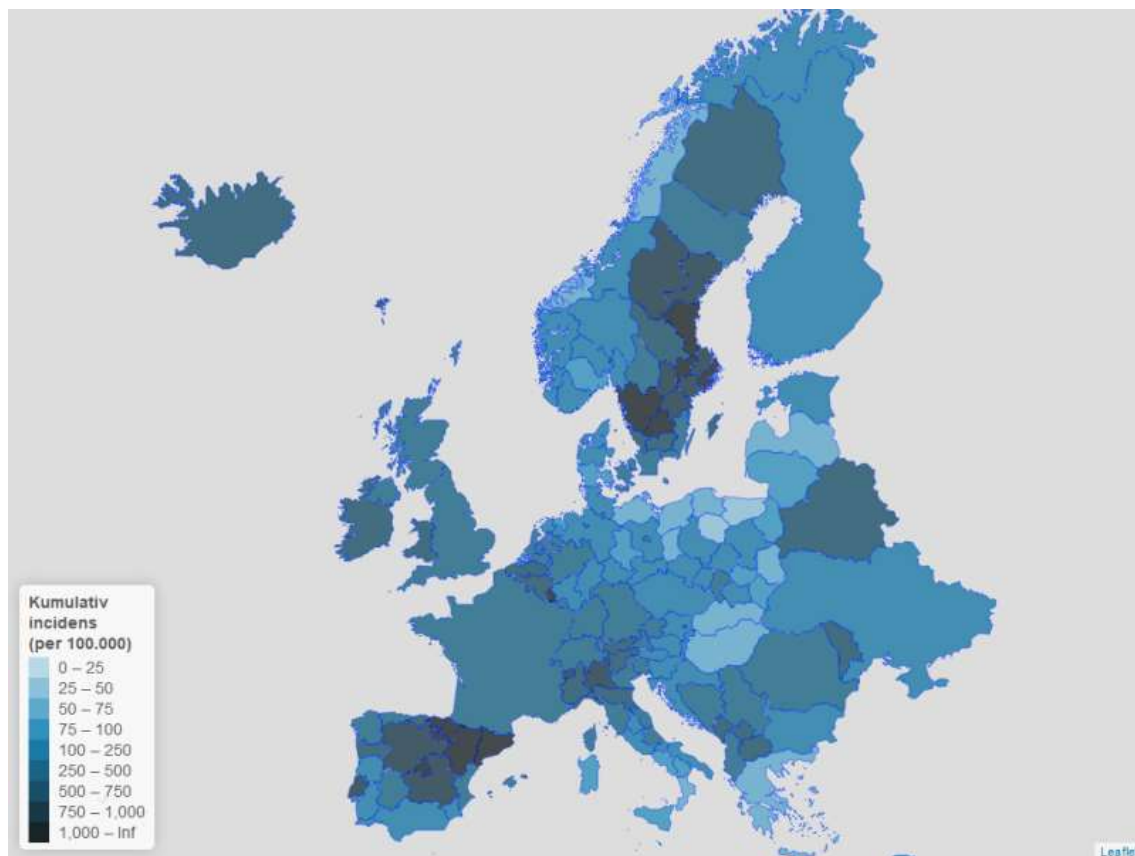 Kumulativ
incidens
(per 100.000)
0 – 25
25 – 50
50 – 75
75 – 100
100 – 250
250 – 500
500 – 750
750 – 1,000
1,000 – Inf
Leafle